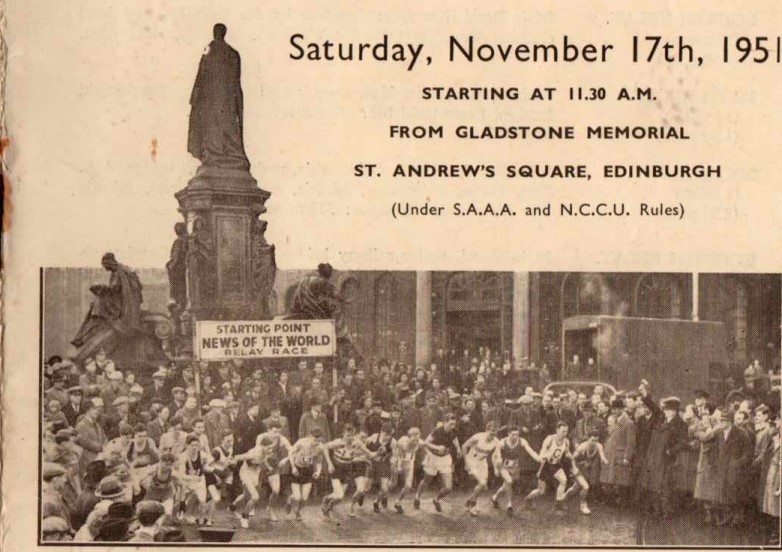 Saturday, November 17th, 1951
STARTING AT 11.30 A.M.
FROM GLADSTONE MEMORIAL
ST. ANDREW'S SQUARE, EDINBURGH
(Under S.A.A.A. and N.C.C.U. Rules)
STARTING POINT
NEWS OF THE WORLD
RELAY RACE